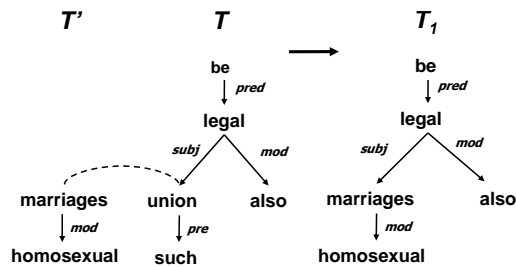 T' T T1
be be
pred pred
legal legal
subj mod subj mod
marriages union also marriages also
mod pre mod
homosexual such homosexual